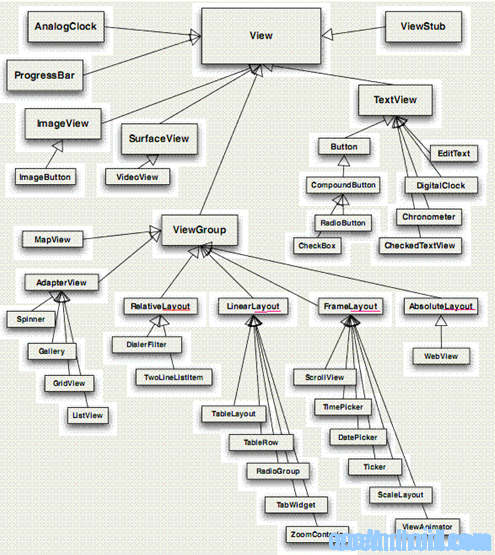 AnalogClock
View
ViewStub
ProgressBar
TextView
ImageView
SurfaceView
Button
EditText
ImageButton
VideoView
CompoundButton
DigitalClock
RadioButton
Chronometer
CheckBox
CheckedTextView
ViewGroup
MapView
AdapterView
RelativeLayout
LinearLayout
FrameLayout
AbsoluteLayout
Spinner
DialerFilter
Gallery
WebView
TwoLineListItem
ScrollView
GridView
ListView
TableLayout
TimePicker
TableRow
DatePicker
RadioGroup
Ticker
TabWidget
ScaleLayout
ZoomControls
ViewAnimator